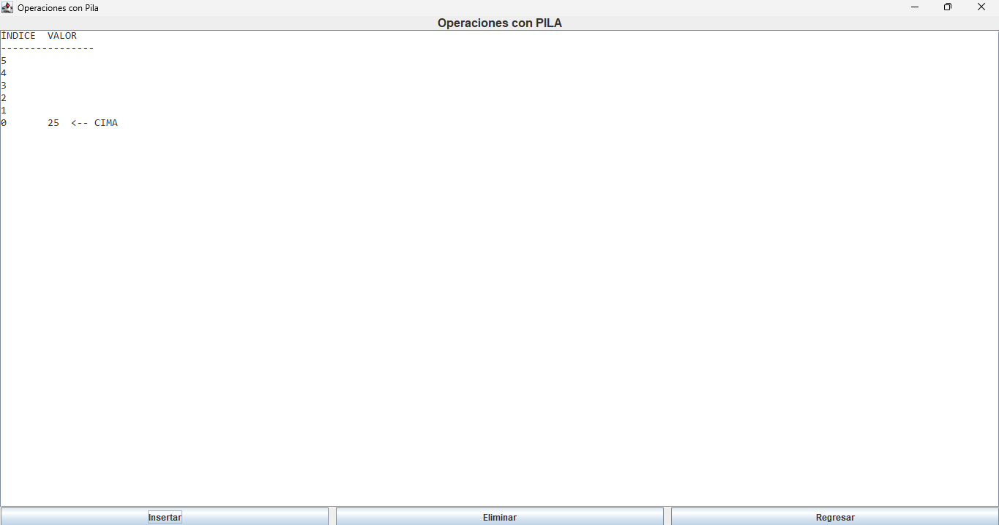 Operaciones con Pila
Operaciones con PILA
ÍNDICE  VALOR
----------------
5
4
3
2
1
0       25  <-- CIMA
Insertar
Eliminar
Regresar